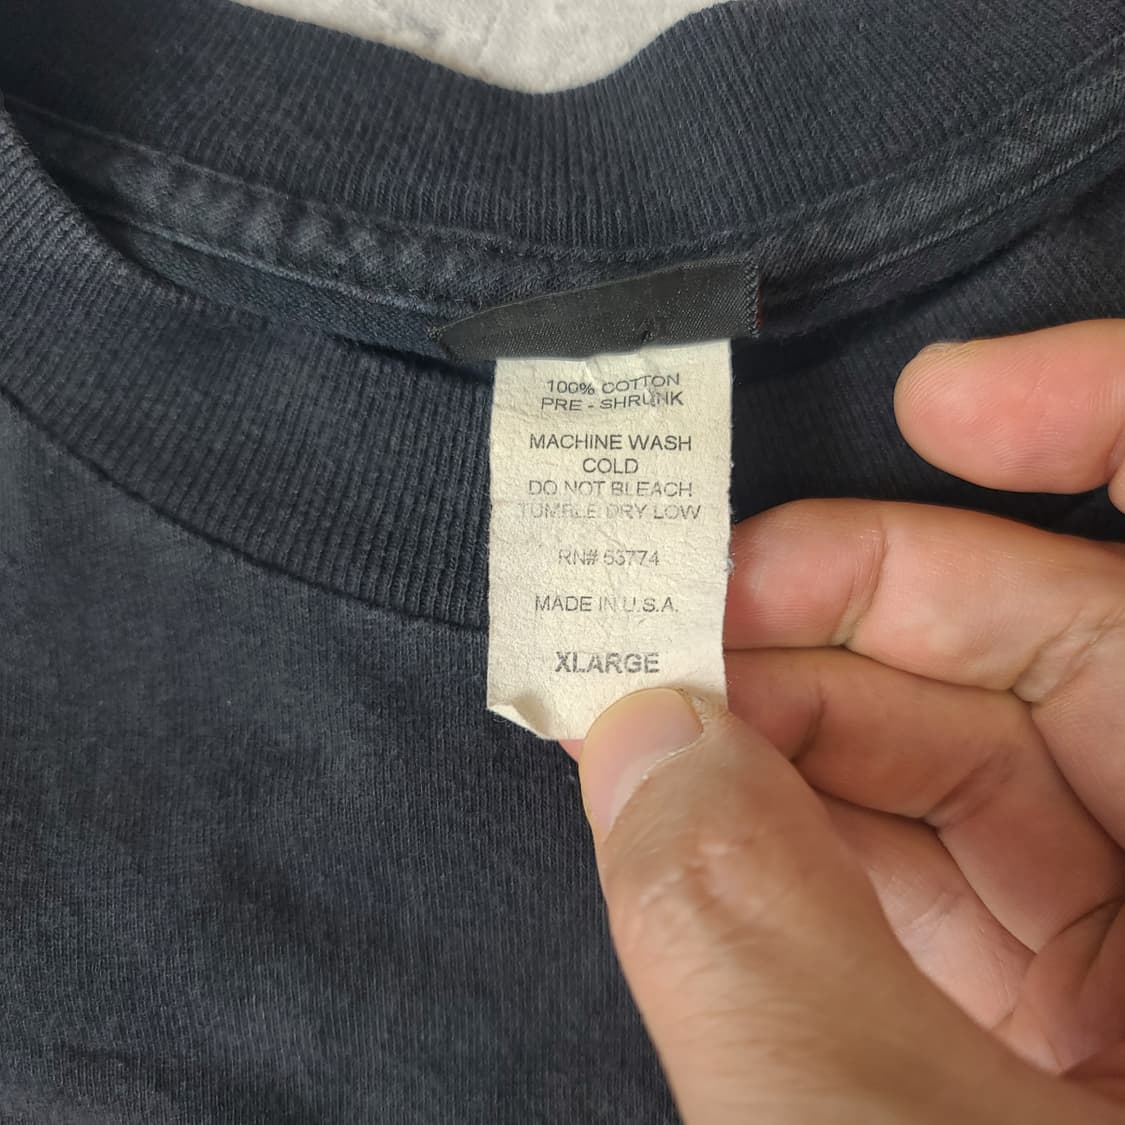 100% COTTON
PRE - SHRUNK
MACHINE WASH
COLD
DO NOT BLEACH
TUMBLE DRY LOW
RN# 53774
MADE IN U.S.A.
XLARGE